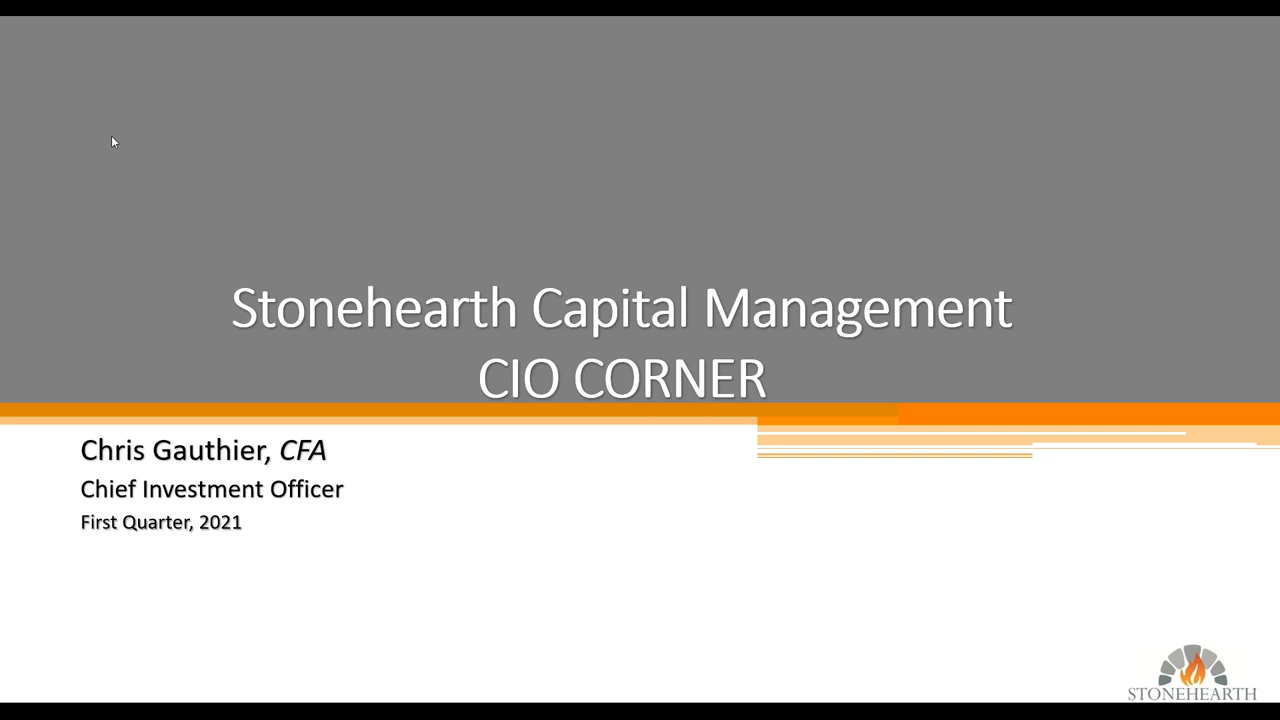 Stonehearth Capital Management
CIO CORNER
Chris Gauthier, CFA
Chief Investment Officer
First Quarter, 2021
STONEHEARTH